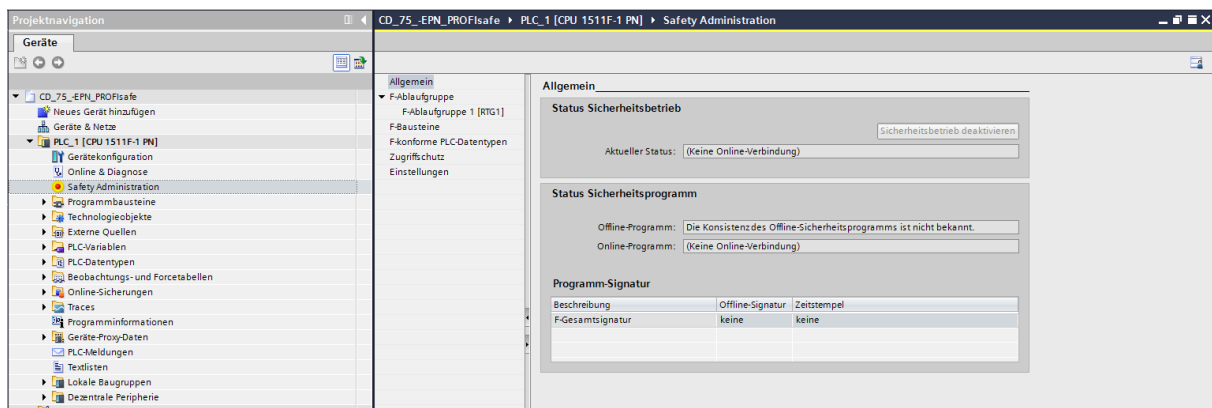 Projektnavigation
CD_75_-EPN_PROFIsafe PLC_1 [CPU 1511F-1 PN] Safety Administration
Geräte
CD_75_-EPN_PROFIsafe
Neues Gerät hinzufügen
Geräte & Netze
PLC_1 [CPU 1511F-1 PN]
Gerätekonfiguration
Online & Diagnose
Safety Administration
Programmbausteine
Technologieobjekte
Externe Quellen
PLC-Variablen
PLC-Datentypen
Beobachtungs- und Forcetabellen
Online-Sicherungen
Traces
Programminformationen
Geräte-Proxy-Daten
PLC-Meldungen
Textlisten
Lokale Baugruppen
Dezentrale Peripherie
Allgemein
F-Ablaufgruppe
F-Ablaufgruppe 1 [RTG1]
F-Bausteine
F-konforme PLC-Datentypen
Zugriffschutz
Einstellungen
Allgemein
Status Sicherheitsbetrieb
Sicherheitsbetrieb deaktivieren
Aktueller Status: (Keine Online-Verbindung)
Status Sicherheitsprogramm
Offline-Programm: Die Konsistenz des Offline-Sicherheitsprogramms ist nicht bekannt.
Online-Programm: (Keine Online-Verbindung)
Programm-Signatur
Beschreibung Offline-Signatur Zeitstempel
F-Gesamtsignatur keine keine